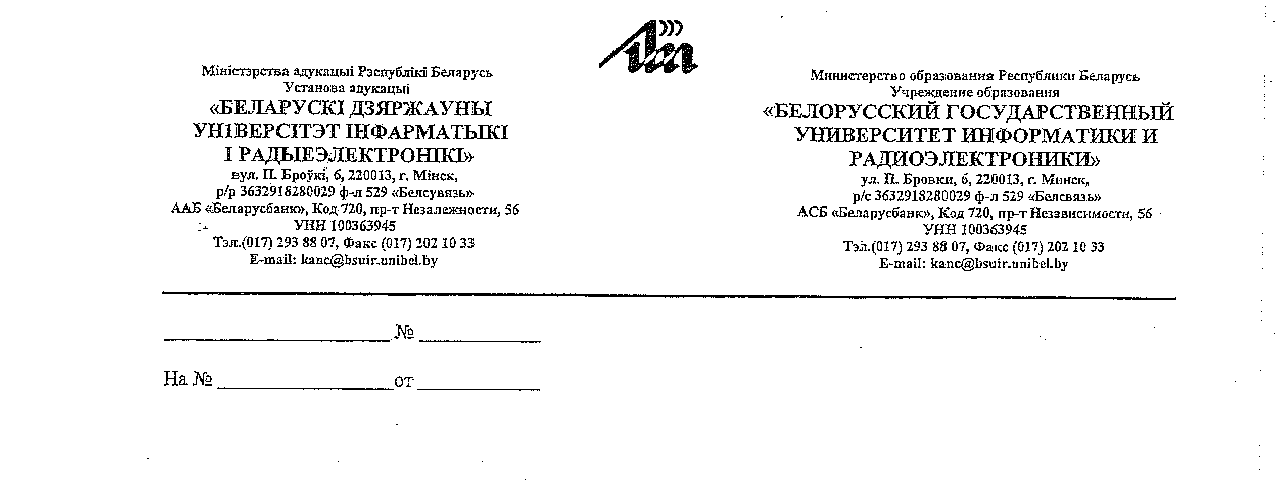 Міністэрства адукацыі Рэспублікі Беларусь
Установа адукацыі
«БЕЛАРУСКІ ДЗЯРЖАУНЫ
УНІВЕРСІТЭТ ІНФАРМАТЫКІ
І РАДЫЕЭЛЕКТРОНІКІ»
вул. П. Броўкі, 6, 220013, г. Мінск,
р/р 3632918280029 ф-л 529 «Белсувязь»
ААБ «Беларусбанк», Код 720, пр-т Незалежности, 56
УНН 100363945
Тэл.(017) 293 88 07, Факс (017) 202 10 33
E-mail: kanc@bsuir.unibel.by
Министерство образования Республики Беларусь
Учреждение образования
«БЕЛОРУССКИЙ ГОСУДАРСТВЕННЫЙ
УНИВЕРСИТЕТ ИНФОРМАТИКИ И
РАДИОЭЛЕКТРОНИКИ»
ул. П. Бровки, 6, 220013, г. Минск,
р/с 3632918280029 ф-л 529 «Белсвязь»
АСБ «Беларусбанк», Код 720, пр-т Независимости, 56
УНН 100363945
Тэл.(017) 293 88 07, Факс (017) 202 10 33
E-mail: kanc@bsuir.unibel.by
№
На № от